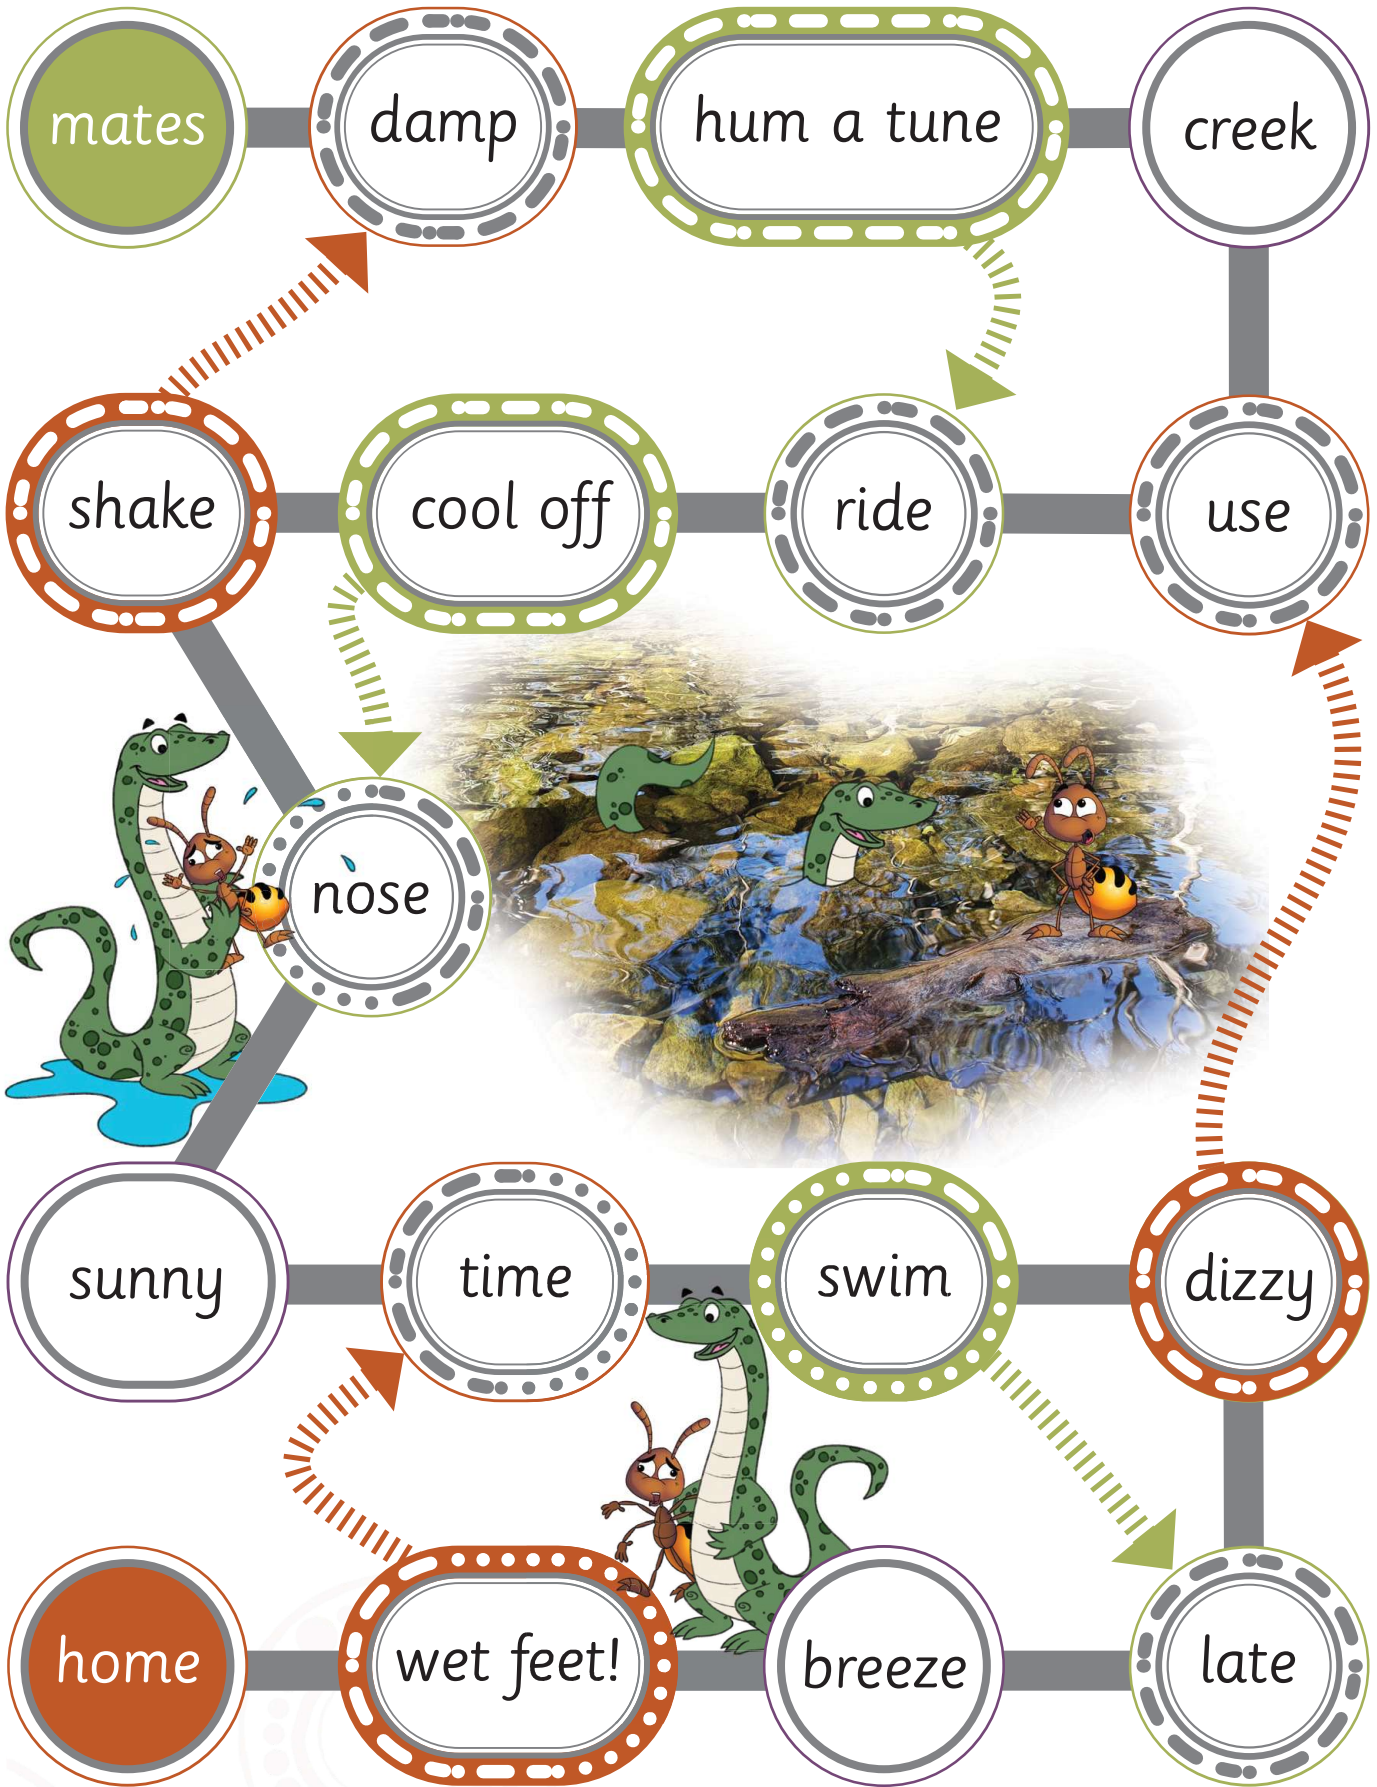 mates
damp
hum a tune
creek
shake
cool off
ride
use
nose
sunny
time
swim
dizzy
home
wet feet!
breeze
late